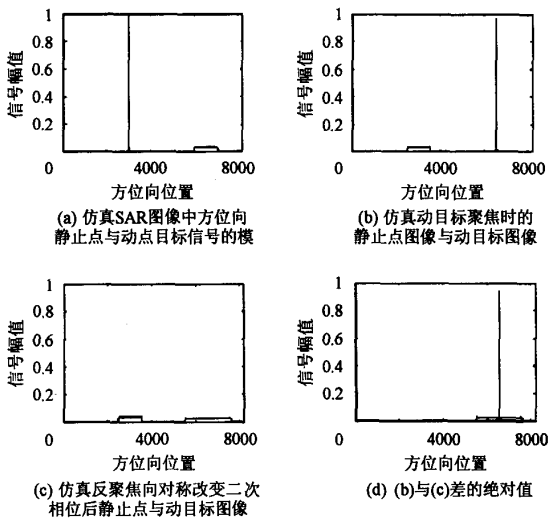 1
0.8
0.6
0.4
0.2
0
4000
8000
信号幅值
方位向位置
(a) 仿真SAR图像中方位向
静止点与动点目标信号的模
1
0.8
0.6
0.4
0.2
0
4000
8000
信号幅值
方位向位置
(b) 仿真动目标聚焦时的
静止点图像与动目标图像
1
0.8
0.6
0.4
0.2
0
4000
8000
信号幅值
方位向位置
(c) 仿真反聚焦向对称改变二次
相位后静止点与动目标图像
1
0.8
0.6
0.4
0.2
0
4000
8000
信号幅值
方位向位置
(d) (b)与(c)差的绝对值